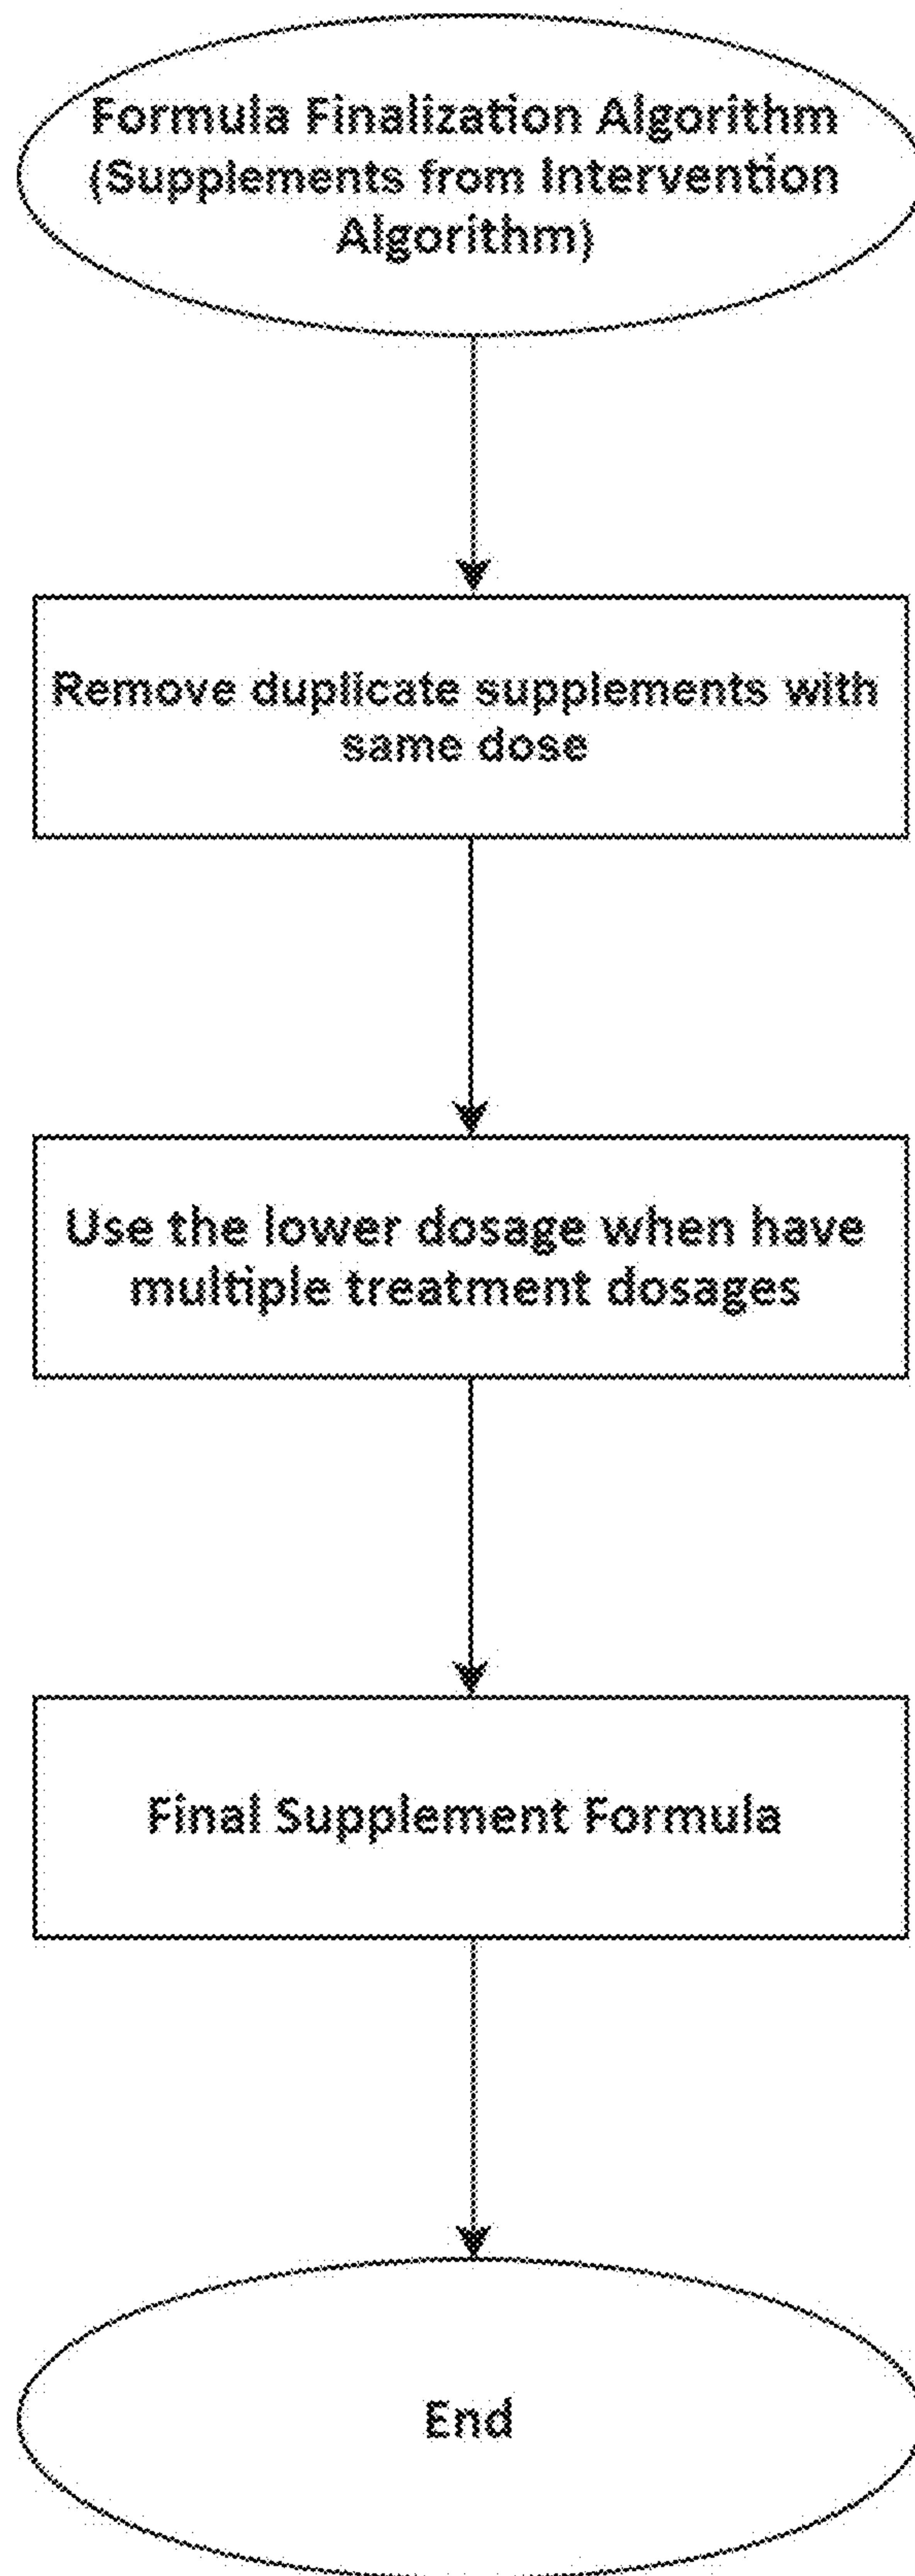 Formula Finalization Algorithm
(Supplements from Intervention
Algorithm)
Remove duplicate supplements with
same dose
Use the lower dosage when have
multiple treatment dosages
Final Supplement Formula
End